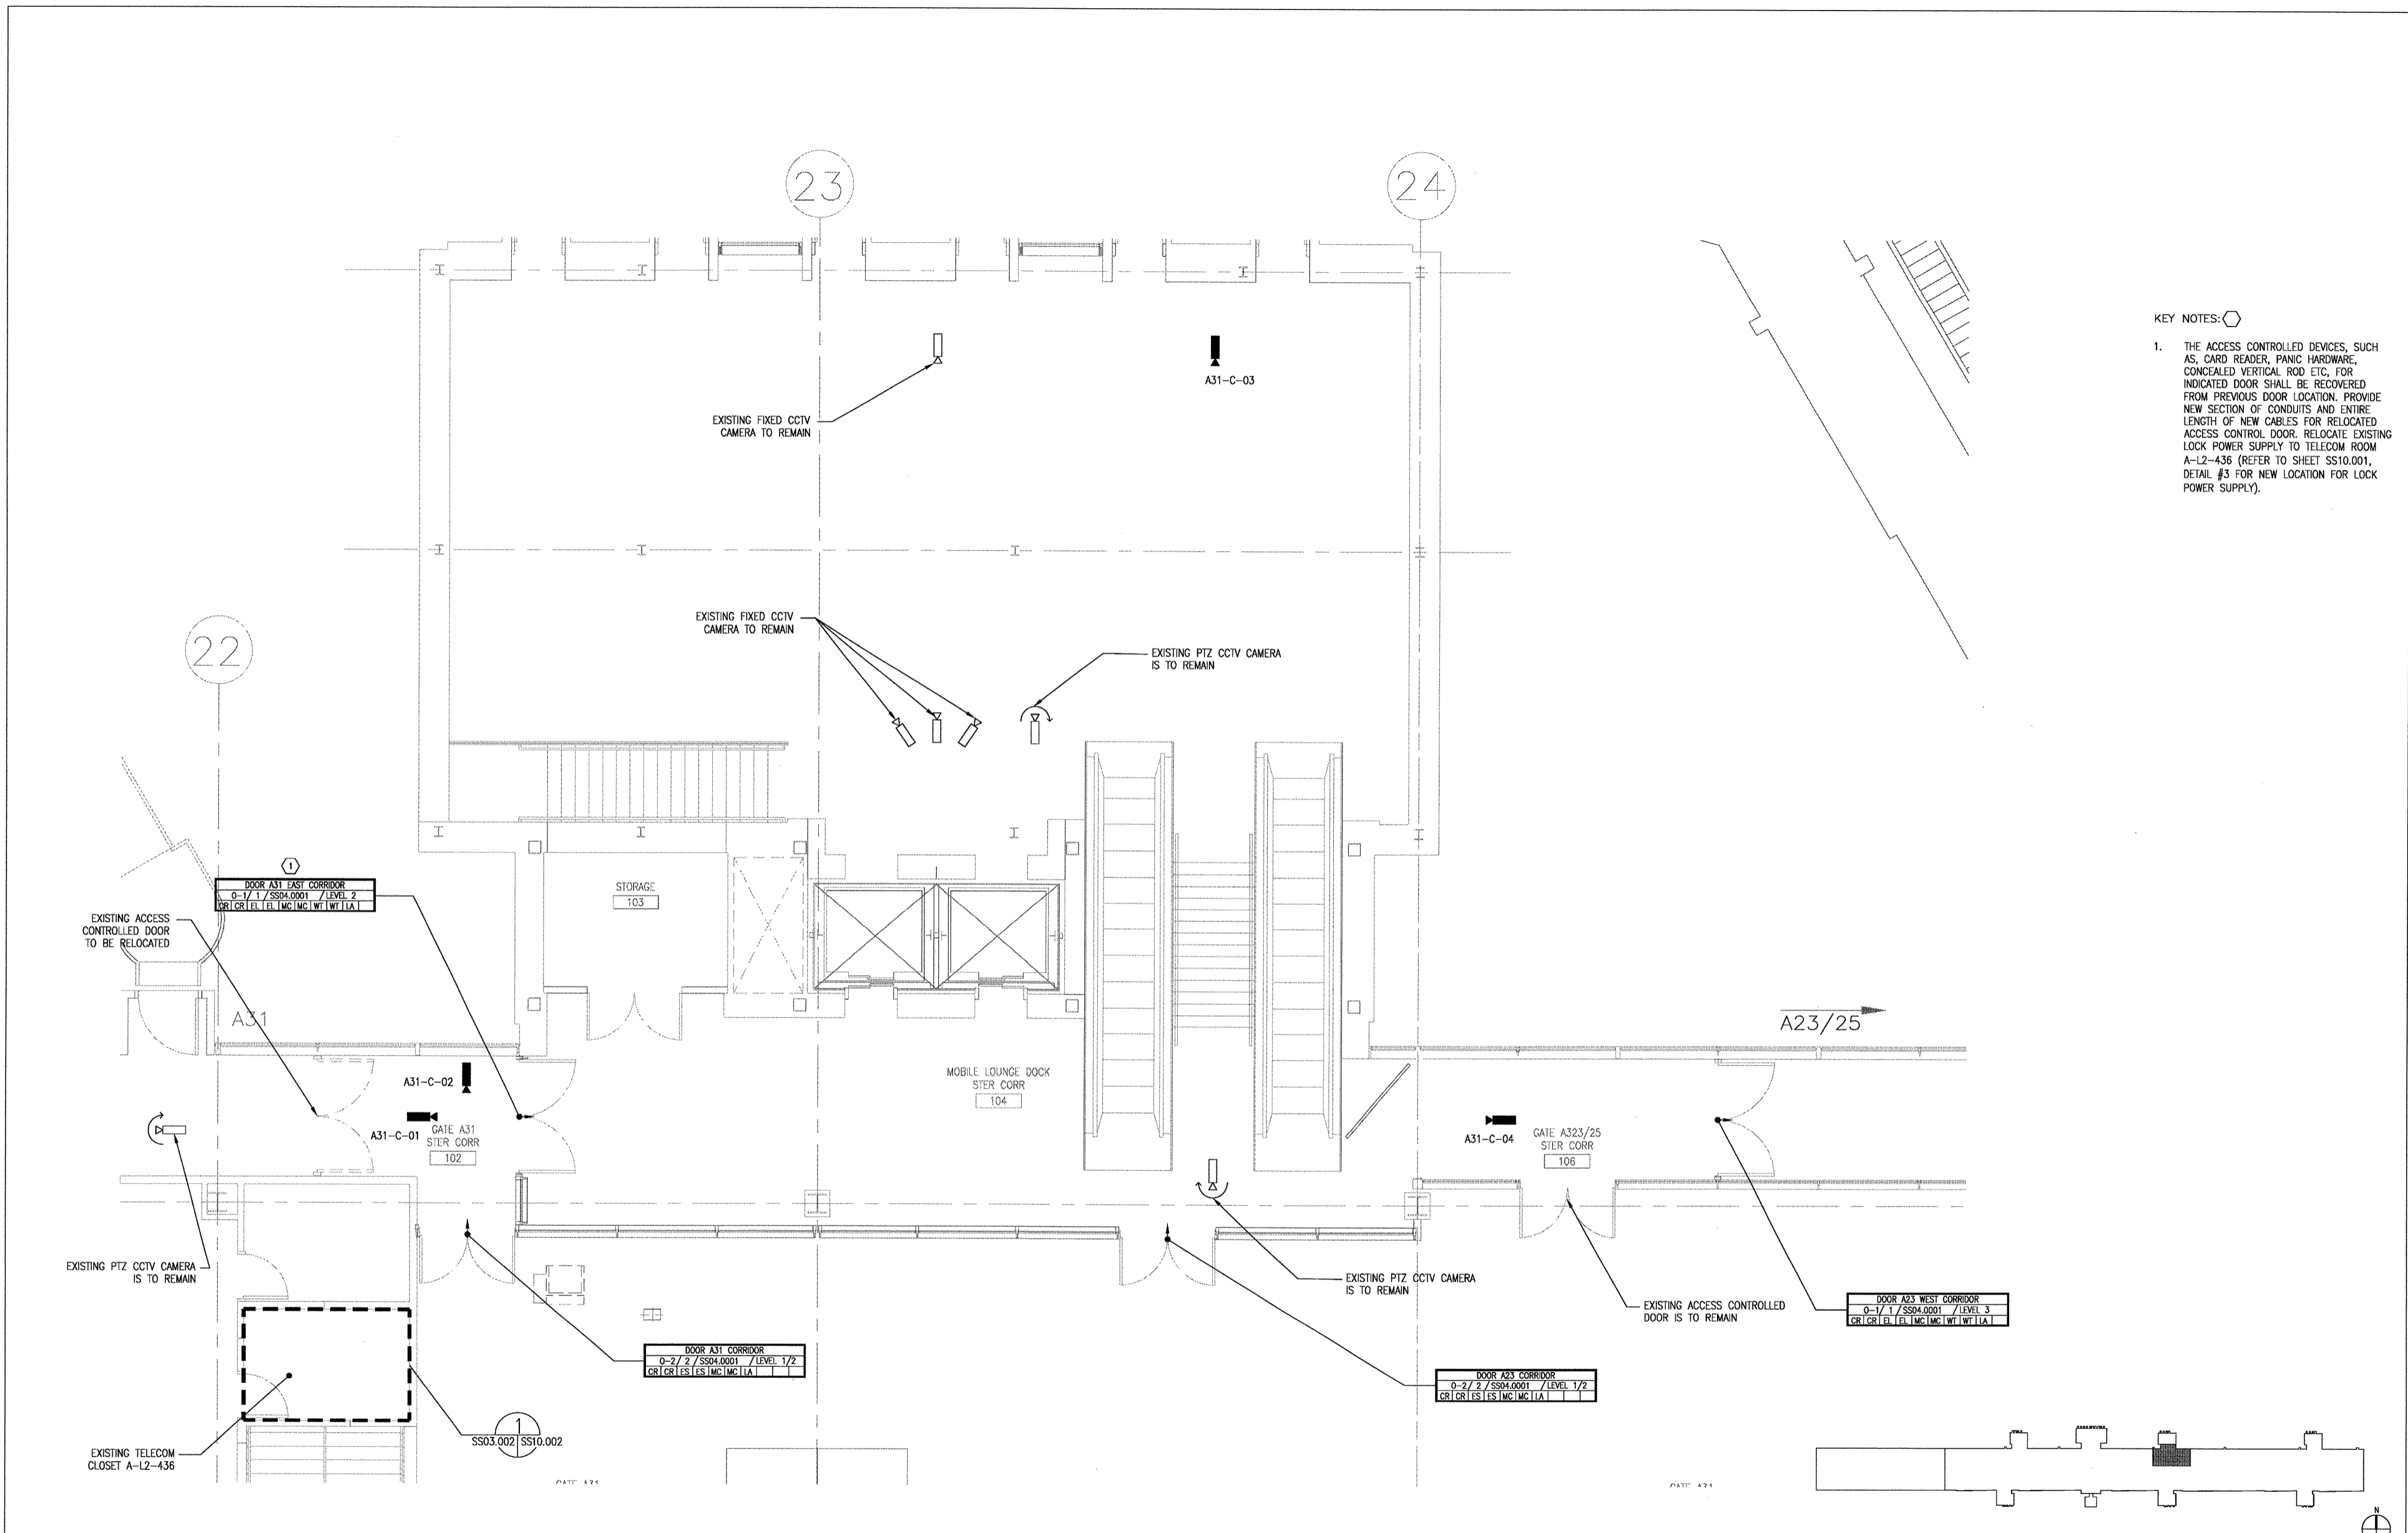 23
24
KEY NOTES:
1. THE ACCESS CONTROLLED DEVICES, SUCH
AS, CARD READER, PANIC HARDWARE,
CONCEALED VERTICAL ROD ETC, FOR
INDICATED DOOR SHALL BE RECOVERED
FROM PREVIOUS DOOR LOCATION. PROVIDE
NEW SECTION OF CONDUITS AND ENTIRE
LENGTH OF NEW CABLES FOR RELOCATED
ACCESS CONTROL DOOR. RELOCATE EXISTING
LOCK POWER SUPPLY TO TELECOM ROOM
A-L2-436 (REFER TO SHEET SS10.001,
DETAIL #3 FOR NEW LOCATION FOR LOCK
POWER SUPPLY).
A31-C-03
EXISTING FIXED CCTV
CAMERA TO REMAIN
EXISTING FIXED CCTV
CAMERA TO REMAIN
22
EXISTING PTZ CCTV CAMERA
IS TO REMAIN
1
DOOR A31 EAST CORRIDOR
0-1/ 1 /SS04.0001 /LEVEL 2
CR CR EL EL MC MC WT WT LA
STORAGE
103
EXISTING ACCESS
CONTROLLED DOOR
TO BE RELOCATED
A31
A23/25
A31-C-02
MOBILE LOUNGE DOCK
STER CORR
104
A31-C-01
GATE A31
STER CORR
102
A31-C-04
GATE A323/25
STER CORR
106
EXISTING PTZ CCTV CAMERA
IS TO REMAIN
EXISTING PTZ CCTV CAMERA
IS TO REMAIN
EXISTING ACCESS CONTROLLED
DOOR IS TO REMAIN
DOOR A23 WEST CORRIDOR
0-1/ 1 /SS04.0001 /LEVEL 3
CR CR EL EL MC MC WT WT LA
DOOR A31 CORRIDOR
0-2/ 2 /SS04.0001 /LEVEL 1/2
CR CR ES ES MC MC LA
DOOR A23 CORRIDOR
0-2/ 2 /SS04.0001 /LEVEL 1/2
CR CR ES ES MC MC LA
1
SS03.002 SS10.002
EXISTING TELECOM
CLOSET A-L2-436
GATE A31
GATE A31
N